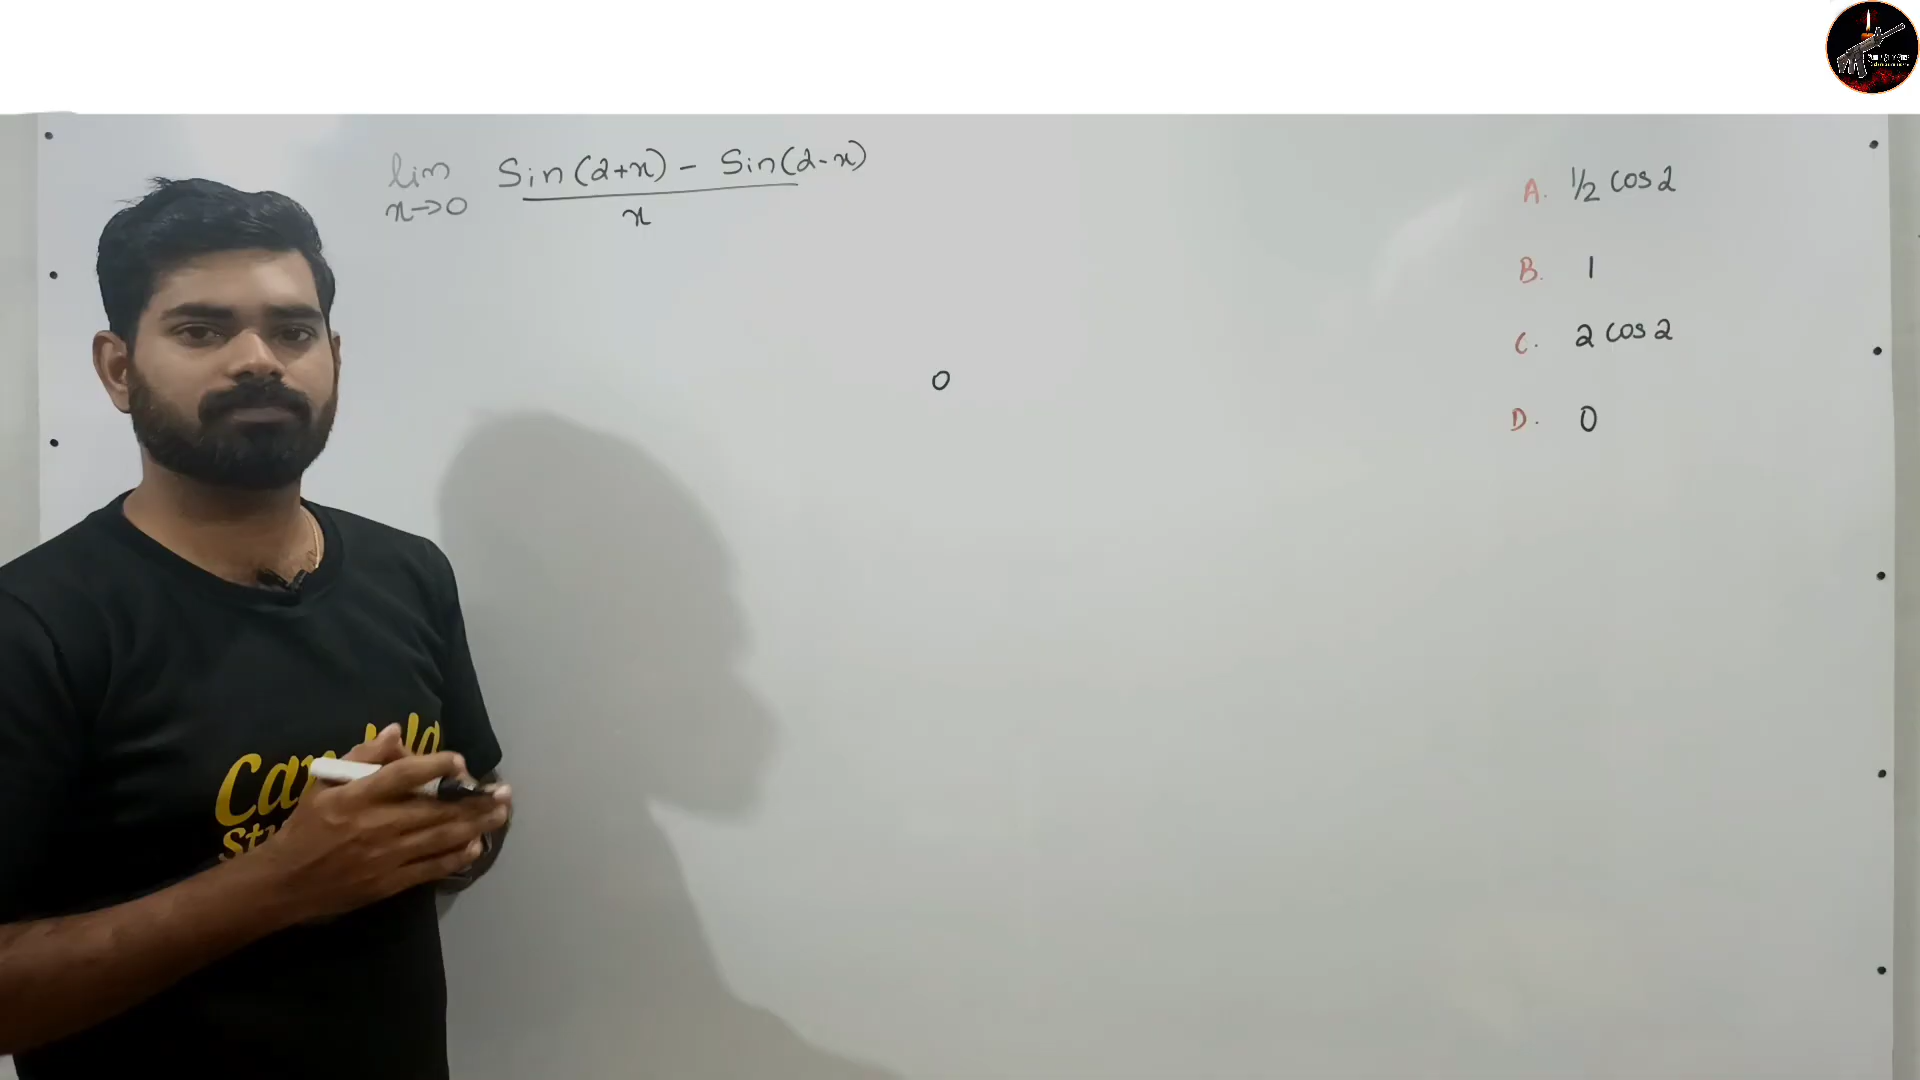 lim Sin(2+x) - Sin(2-x)
x→0 x
A. 1/2 cos 2
B. 1
C. 2 cos 2
D. 0
0